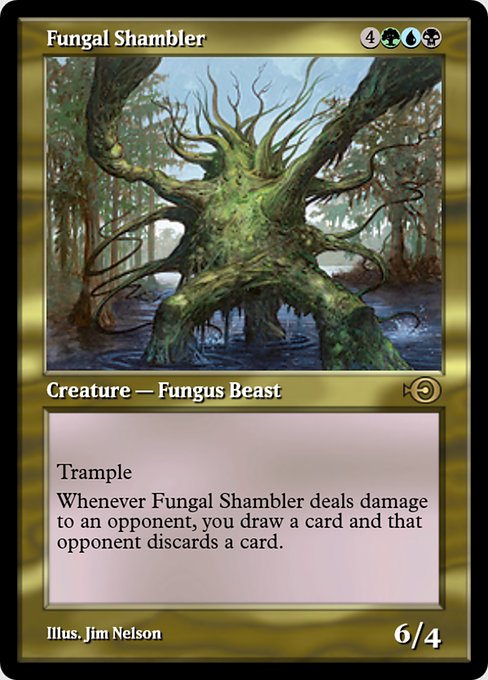 Fungal Shambler 4
Creature — Fungus Beast
Trample
Whenever Fungal Shambler deals damage
to an opponent, you draw a card and that
opponent discards a card.
Illus. Jim Nelson 6/4